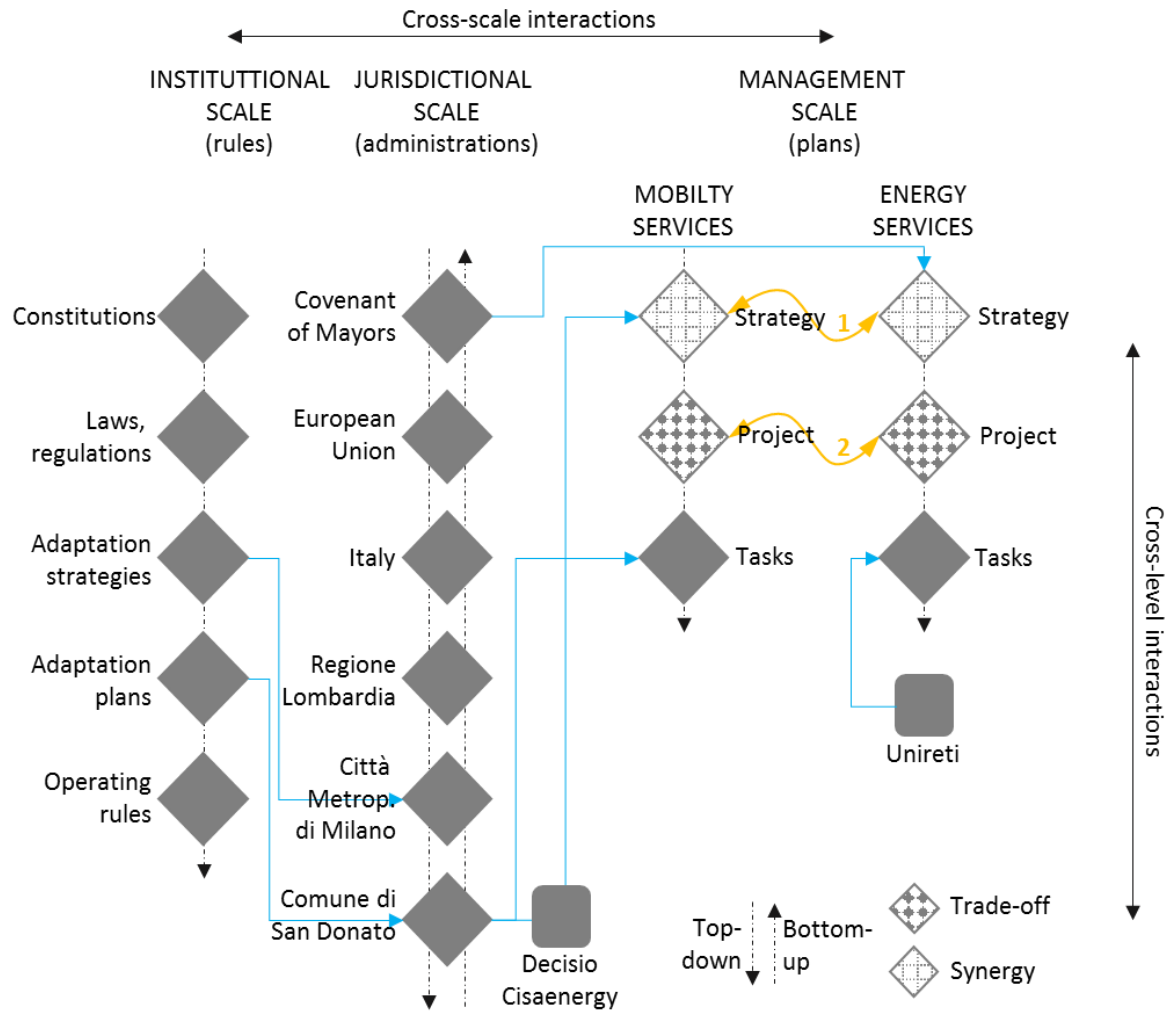 Cross-scale interactions
INSTITUTTIONAL
SCALE
(rules)
JURISDICTIONAL
SCALE
(administrations)
MANAGEMENT
SCALE
(plans)
MOBILTY
SERVICES
ENERGY
SERVICES
Constitutions
Laws,
regulations
Adaptation
strategies
Adaptation
plans
Operating
rules
Covenant
of Mayors
European
Union
Italy
Regione
Lombardia
Città
Metrop.
di Milano
Comune di
San Donato
Decisio
Cisaenergy
Strategy
1
Strategy
Project
2
Project
Tasks
Tasks
Unireti
Cross-level interactions
Top-
down
Bottom-
up
Trade-off
Synergy